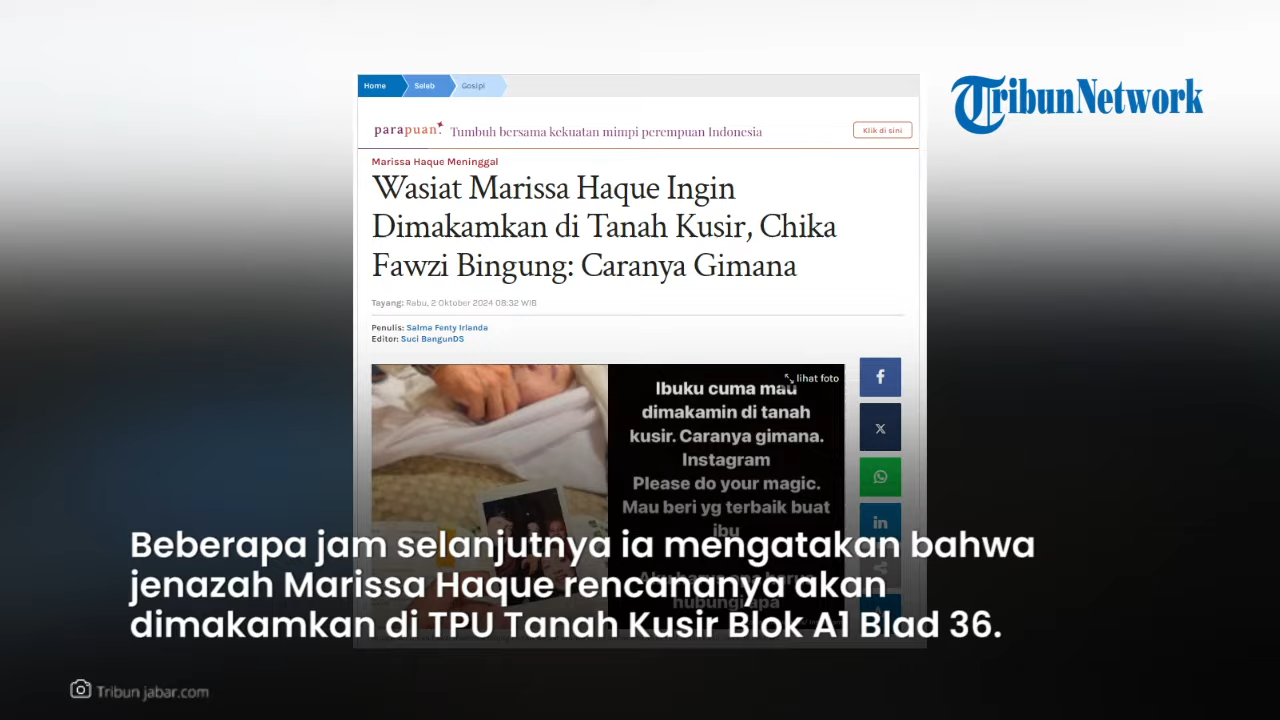 Home Saleb Gosipi
TribunNetwork
parapuan. Tumbuh bersama kekuatan mimpi perempuan Indonesia Klik di sini
Marissa Haque Meninggal
Wasiat Marissa Haque Ingin
Dimakamkan di Tanah Kusir, Chika
Fawzi Bingung: Caranya Gimana
Tayang: Rabu, 2 Oktober 2024 08:32 WIB
Penulis: Salma Fenty Irlanda
Editor: Suci BangunDS
lihat foto
Ibuku cuma mau
dimakamin di tanah
kusir. Caranya gimana.
Instagram
Please do your magic.
Mau beri yg terbaik buat
ibu
hubungi apa
Beberapa jam selanjutnya ia mengatakan bahwa
jenazah Marissa Haque rencananya akan
dimakamkan di TPU Tanah Kusir Blok A1 Blad 36.
Tribun jabar.com